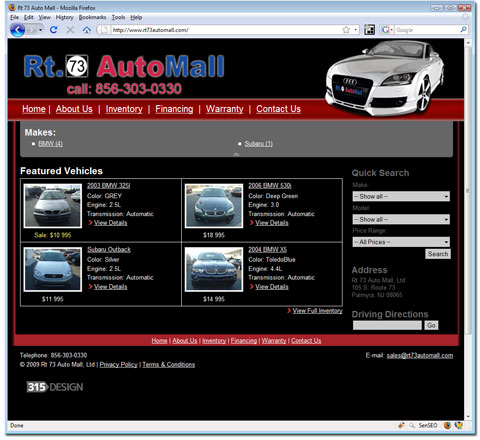 Rt 73 Auto Mall - Mozilla Firefox
File Edit View History Bookmarks Tools Help
http://www.rt73automall.com/
Google
Rt. 73 AutoMall
call: 856-303-0330
Rt. 73 AutoMall
Home | About Us | Inventory | Financing | Warranty | Contact Us
Makes:
BMW (4)
Subaru (1)
Featured Vehicles
2003 BMW 325I
Color: GREY
Engine: 2.5L
Transmission: Automatic
View Details
Sale: $10 995
2006 BMW 530i
Color: Deep Green
Engine: 3.0
Transmission: Automatic
View Details
$18 995
Subaru Outback
Color: Silver
Engine: 2.5L
Transmission: Automatic
View Details
$11 995
2004 BMW X5
Color: ToledoBlue
Engine: 4.4L
Transmission: Automatic
View Details
$14 995
View Full Inventory
Quick Search
Make:
-- Show all --
Model:
-- Show all --
Price Range:
-- All Prices --
Search
Address
Rt 73 Auto Mall, Ltd
105 S. Route 73
Palmyra, NJ 08065
Driving Directions
Go
Home | About Us | Inventory | Financing | Warranty | Contact Us
Telephone: 856-303-0330
E-mail: sales@rt73automall.com
© 2009 Rt 73 Auto Mall, Ltd | Privacy Policy | Terms & Conditions
315 DESIGN
Done
SenSEO